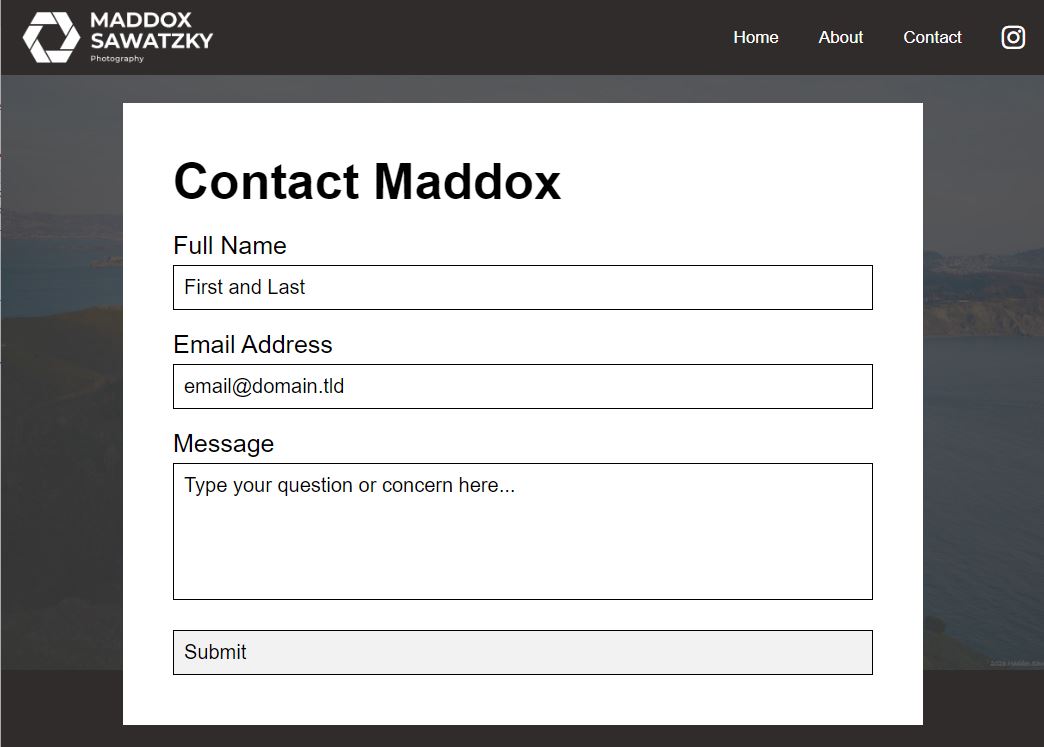 MADDOX
SAWATZKY
Photography
Home About Contact
Contact Maddox
Full Name
First and Last
Email Address
email@domain.tld
Message
Type your question or concern here...
Submit